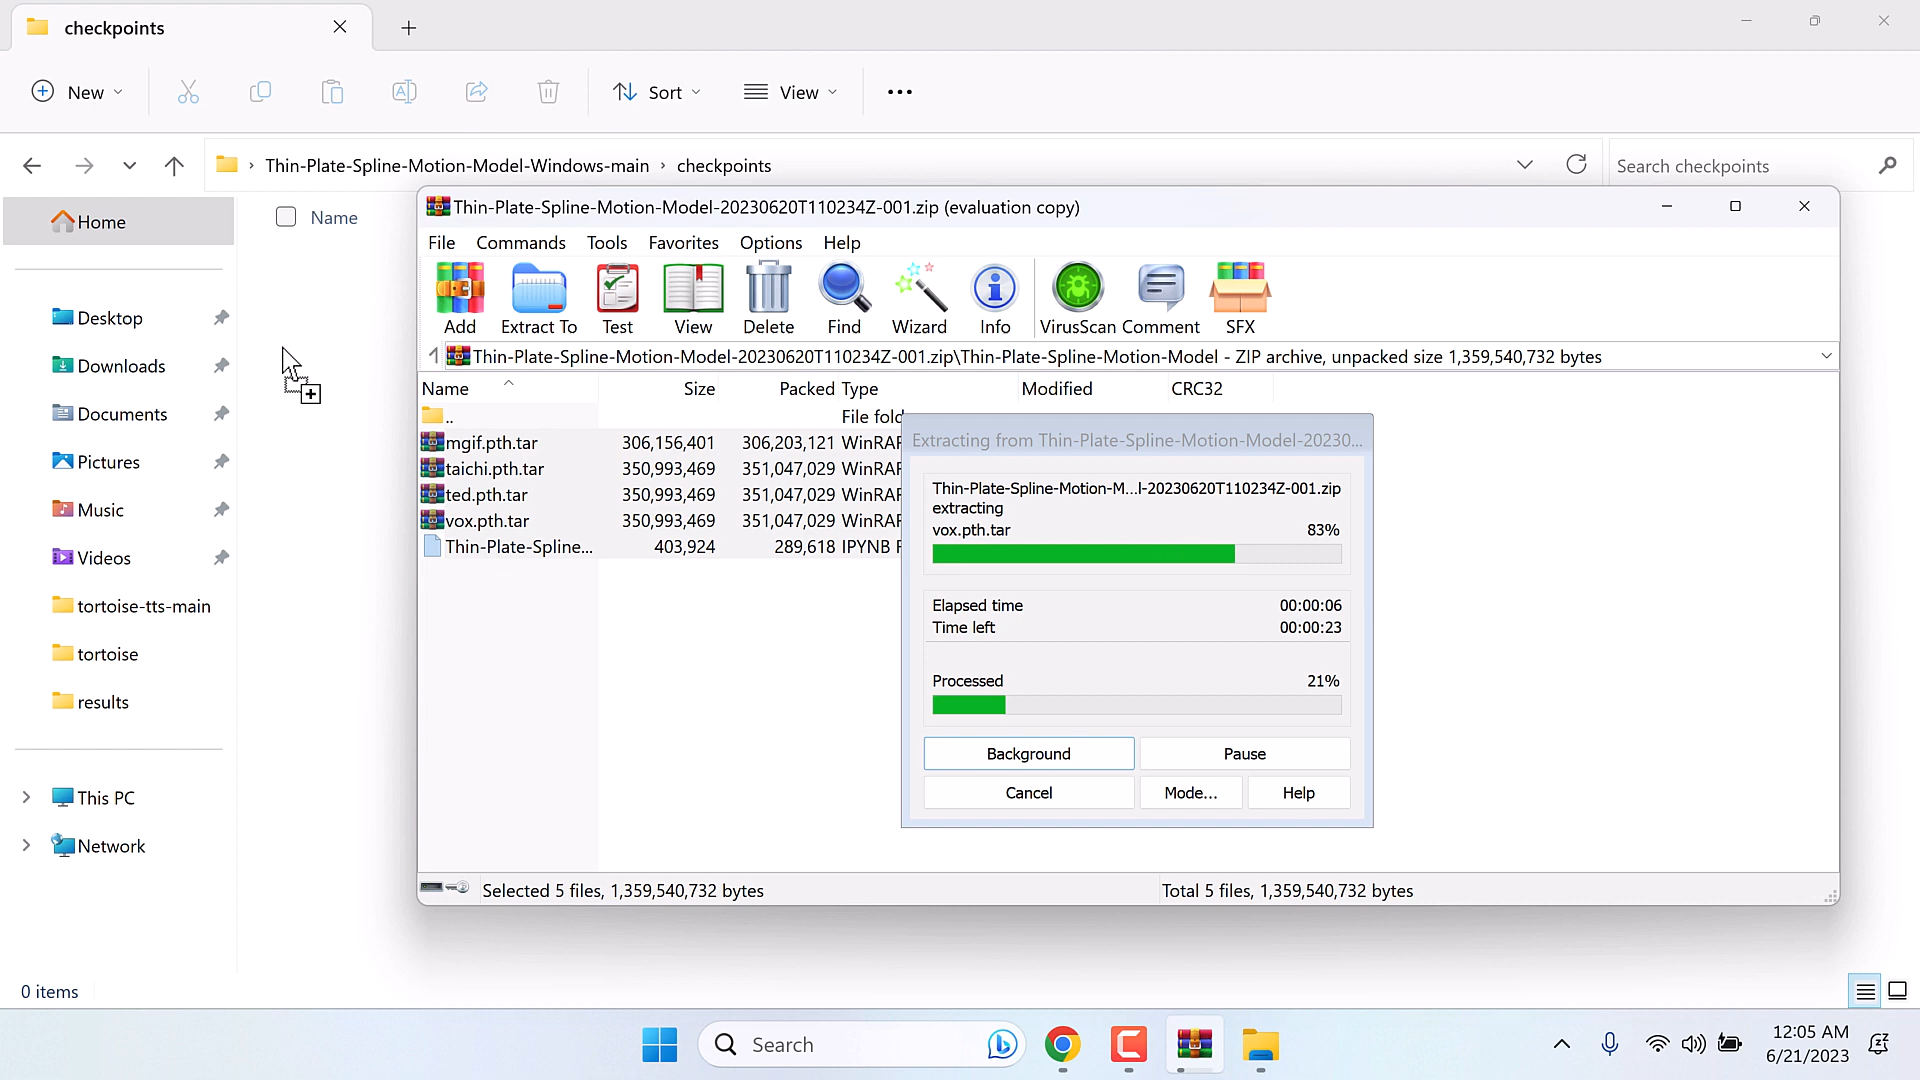 checkpoints
New
Sort
View
Thin-Plate-Spline-Motion-Model-Windows-main
checkpoints
Search checkpoints
Home
Name
Desktop
Downloads
Documents
Pictures
Music
Videos
tortoise-tts-main
tortoise
results
This PC
Network
0 items
Thin-Plate-Spline-Motion-Model-20230620T110234Z-001.zip (evaluation copy)
File Commands Tools Favorites Options Help
Add Extract To Test View Delete Find Wizard Info VirusScan Comment SFX
Thin-Plate-Spline-Motion-Model-20230620T110234Z-001.zip\Thin-Plate-Spline-Motion-Model - ZIP archive, unpacked size 1,359,540,732 bytes
Name Size Packed Type Modified CRC32
.. File fold
mgif.pth.tar 306,156,401 306,203,121 WinRAR
taichi.pth.tar 350,993,469 351,047,029 WinRAR
ted.pth.tar 350,993,469 351,047,029 WinRAR
vox.pth.tar 350,993,469 351,047,029 WinRAR
Thin-Plate-Spline... 403,924 289,618 IPYNB F
Extracting from Thin-Plate-Spline-Motion-Model-20230...
Thin-Plate-Spline-Motion-M...l-20230620T110234Z-001.zip
extracting
vox.pth.tar 83%
Elapsed time 00:00:06
Time left 00:00:23
Processed 21%
Background Pause
Cancel Mode... Help
Selected 5 files, 1,359,540,732 bytes
Total 5 files, 1,359,540,732 bytes
Search
12:05 AM
6/21/2023